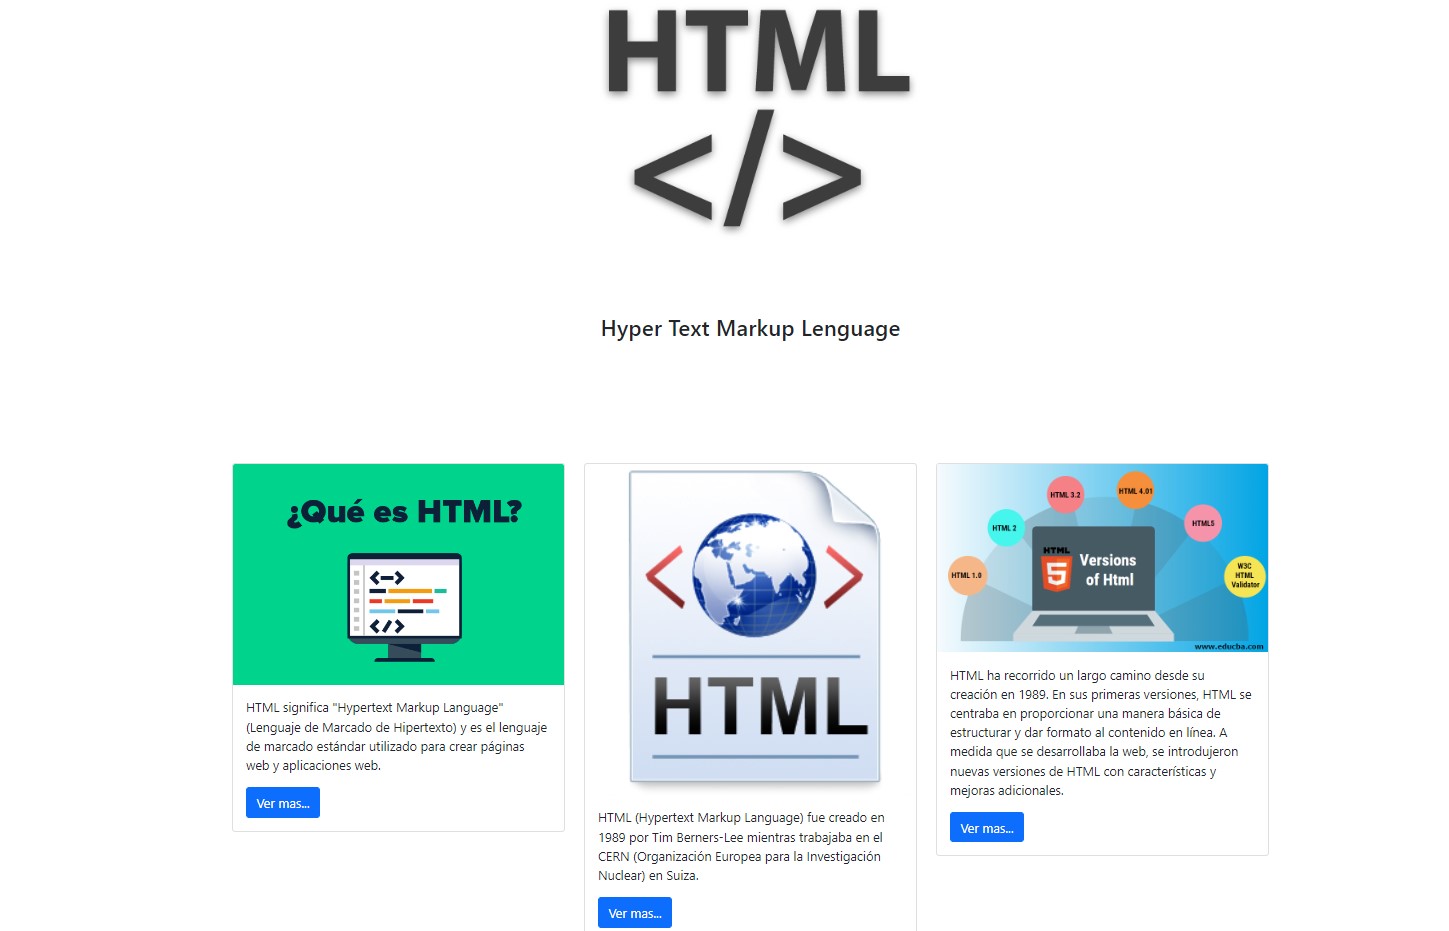 HTML
</>
Hyper Text Markup Lenguage
¿Qué es HTML?
<->
</>
HTML significa "Hypertext Markup Language"
(Lenguaje de Marcado de Hipertexto) y es el lenguaje
de marcado estándar utilizado para crear páginas
web y aplicaciones web.
Ver mas...
< >
HTML
HTML (Hypertext Markup Language) fue creado en
1989 por Tim Berners-Lee mientras trabajaba en el
CERN (Organización Europea para la Investigación
Nuclear) en Suiza.
Ver mas...
HTML 1.0
HTML 2
HTML 3.2
HTML 4.01
HTML5
W3C
HTML
Validator
HTML
5
Versions
of Html
www.educba.com
HTML ha recorrido un largo camino desde su
creación en 1989. En sus primeras versiones, HTML se
centraba en proporcionar una manera básica de
estructurar y dar formato al contenido en línea. A
medida que se desarrollaba la web, se introdujeron
nuevas versiones de HTML con características y
mejoras adicionales.
Ver mas...